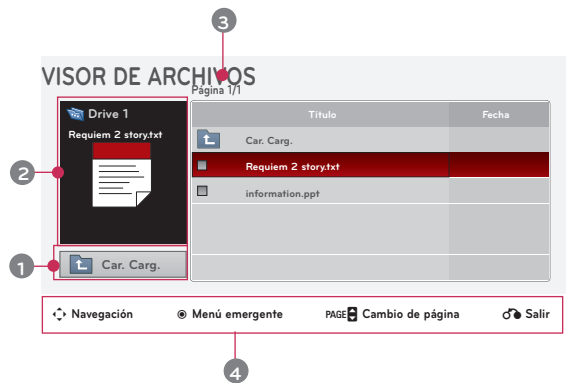 3
VISOR DE ARCHIVOS
Página 1/1
Drive 1
Requiem 2 story.txt
Título Fecha
Car. Carg.
Requiem 2 story.txt
information.ppt
2
1
Car. Carg.
Navegación Menú emergente PAGE Cambio de página Salir
4